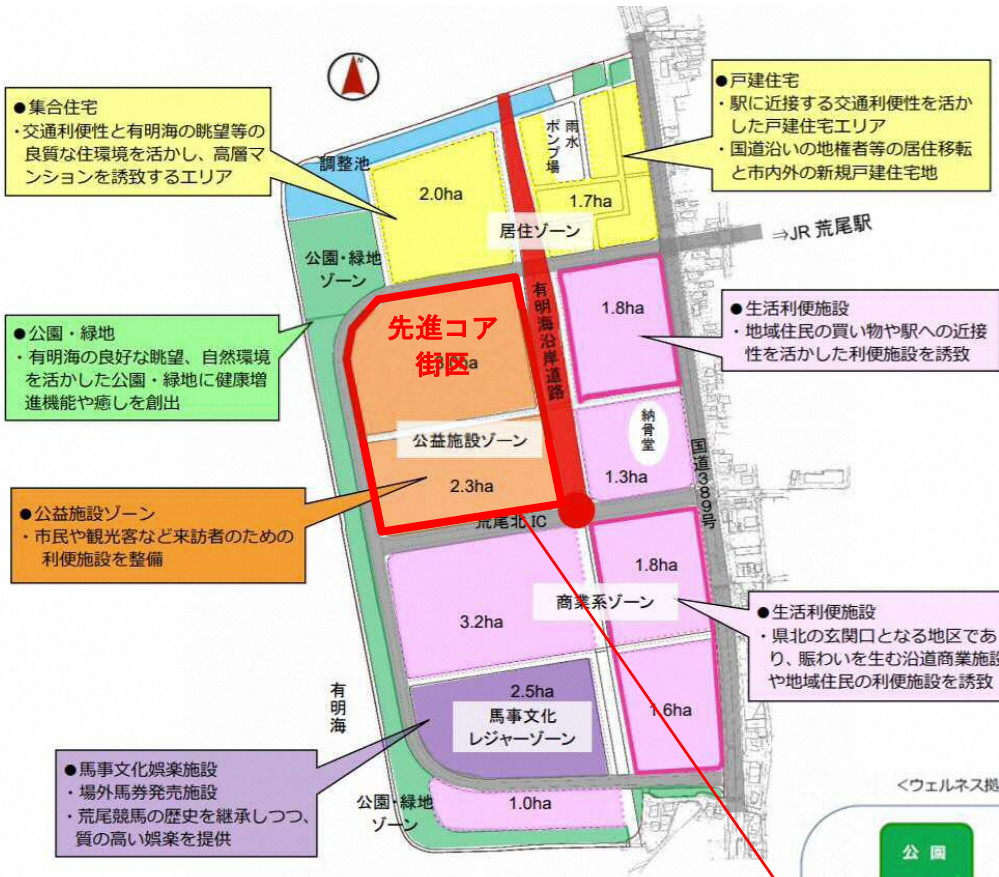 N
●集合住宅
・交通利便性と有明海の眺望等の
良質な住環境を活かし、高層マ
ンションを誘致するエリア
●戸建住宅
・駅に近接する交通利便性を活か
した戸建住宅エリア
・国道沿いの地権者等の居住移転
と市内外の新規戸建住宅地
調整池
2.0ha
雨水
ポンプ場
1.7ha
居住ゾーン
⇒JR 荒尾駅
公園・緑地
ゾーン
●公園・緑地
・有明海の良好な眺望、自然環境
を活かした公園・緑地に健康増
進機能や癒しを創出
先進コア
街区
有明海沿岸道路
1.8ha
●生活利便施設
・地域住民の買い物や駅への近接
性を活かした利便施設を誘致
公益施設ゾーン
2.3ha
納骨堂
1.3ha
国道389号
●公益施設ゾーン
・市民や観光客など来訪者のための
利便施設を整備
荒尾北IC
1.8ha
商業系ゾーン
3.2ha
●生活利便施設
・県北の玄関口となる地区であ
り、賑わいを生む沿道商業施設
や地域住民の利便施設を誘致
有明海
2.5ha
馬事文化
レジャーゾーン
1.6ha
●馬事文化娯楽施設
・場外馬券発売施設
・荒尾競馬の歴史を継承しつつ、
質の高い娯楽を提供
公園・緑地
ゾーン
1.0ha
<ウェルネス拠
公 園